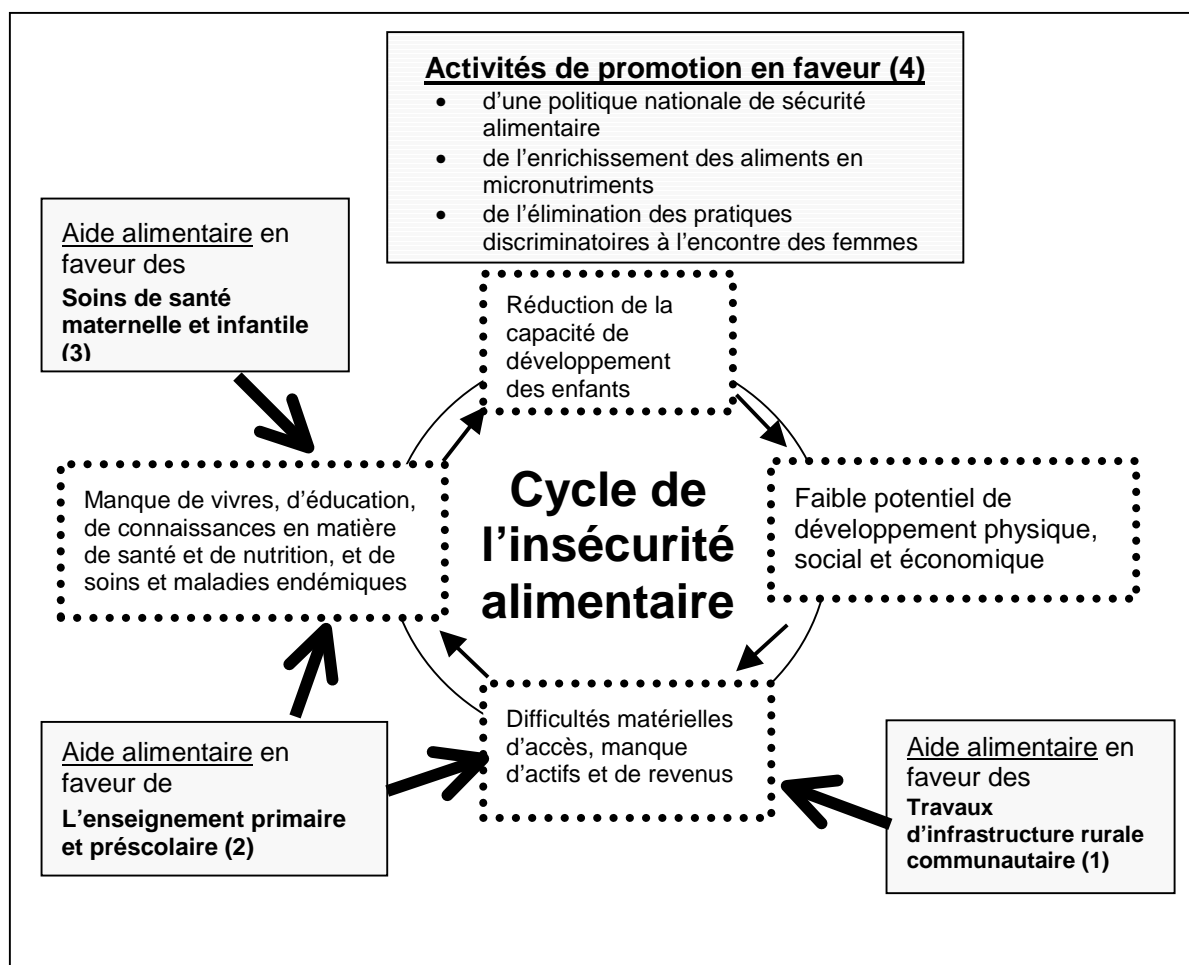 Activités de promotion en faveur (4)
• d’une politique nationale de sécurité
alimentaire
• de l’enrichissement des aliments en
micronutriments
• de l’élimination des pratiques
discriminatoires à l’encontre des femmes
Aide alimentaire en
faveur des
Soins de santé
maternelle et infantile
(3)
Réduction de la
capacité de
développement
des enfants
Manque de vivres, d’éducation,
de connaissances en matière
de santé et de nutrition, et de
soins et maladies endémiques
Cycle de
l’insécurité
alimentaire
Faible potentiel de
développement physique,
social et économique
Aide alimentaire en
faveur de
L’enseignement primaire
et préscolaire (2)
Difficultés matérielles
d’accès, manque
d’actifs et de revenus
Aide alimentaire en
faveur des
Travaux
d’infrastructure rurale
communautaire (1)